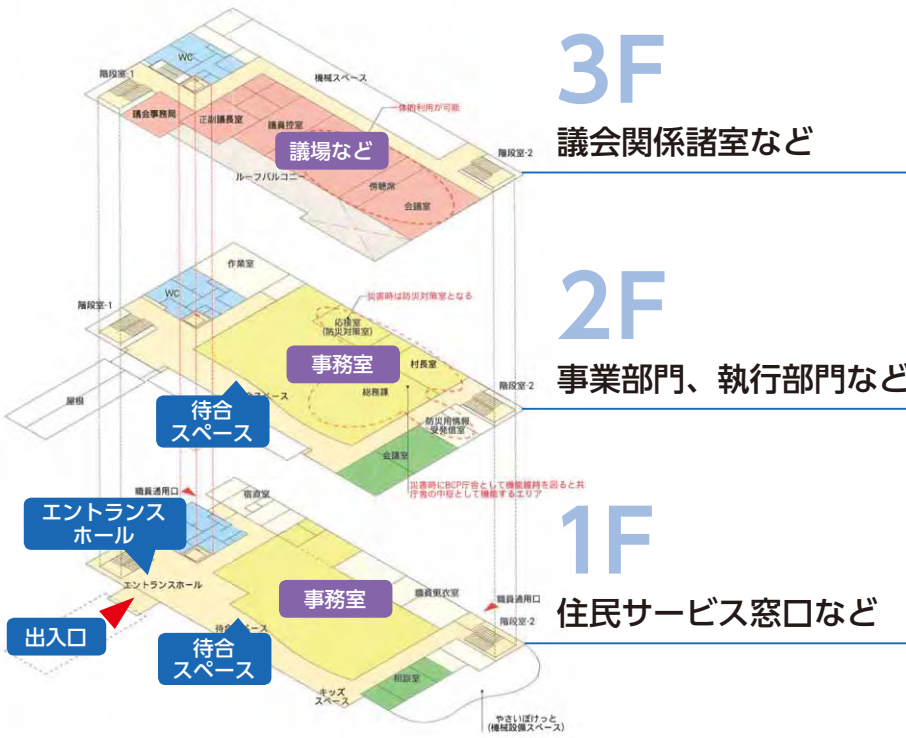 3F
議会関係諸室など
WC
階段室-1
機械スペース
一体的利用が可能
議会事務局
正副議長室
議員控室
議場など
階段室-2
ルーフバルコニー
傍聴席
会議室
2F
事業部門、執行部門など
作業室
WC
階段室-1
災害時は防災対策室となる
応接室
(防災対策室)
事務室
村長室
総務課
階段室-2
屋根
待合
スペース
防災用情報
受発信室
会議室
災害時にBCP庁舎として機能維持を図ると共
庁舎の中枢として機能するエリア
1F
住民サービス窓口など
職員通用口
宿直室
エントランス
ホール
エントランスホール
事務室
職員更衣室
職員通用口
階段室-2
出入口
待合
スペース
相談室
キッズ
スペース
やさいぽけっと
(機械設備スペース)